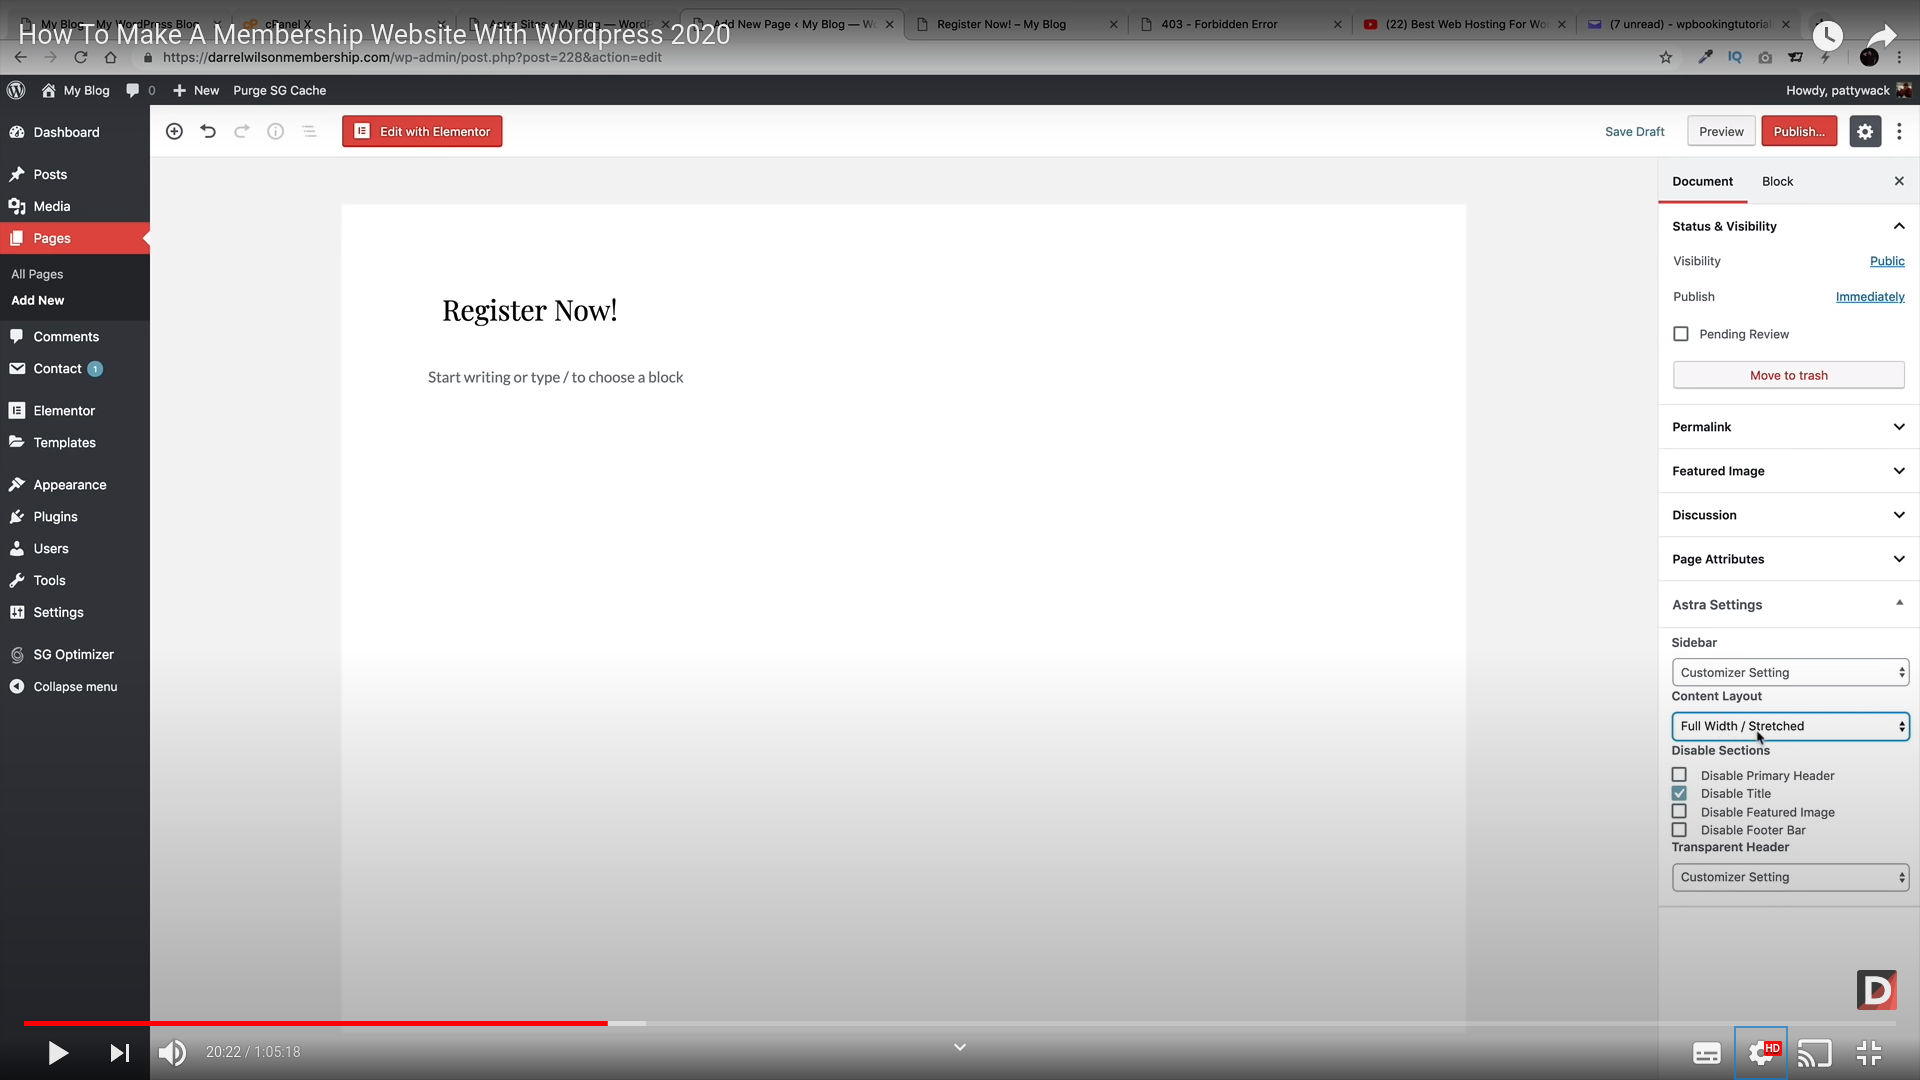 My Blog – My WordPress Blog
cPanel X
Astra Sites ‹ My Blog — WordP
Add New Page ‹ My Blog — Wo
Register Now! – My Blog
403 - Forbidden Error
(22) Best Web Hosting For Wo
(7 unread) - wpbookingtutorial
How To Make A Membership Website With Wordpress 2020
https://darrelwilsonmembership.com/wp-admin/post.php?post=228&action=edit
IQ
My Blog
0
New
Purge SG Cache
Howdy, pattywack
Dashboard
Posts
Media
Pages
All Pages
Add New
Comments
Contact 1
Elementor
Templates
Appearance
Plugins
Users
Tools
Settings
SG Optimizer
Collapse menu
Edit with Elementor
Save Draft
Preview
Publish...
Register Now!
Start writing or type / to choose a block
Document
Block
Status & Visibility
Visibility
Public
Publish
Immediately
Pending Review
Move to trash
Permalink
Featured Image
Discussion
Page Attributes
Astra Settings
Sidebar
Customizer Setting
Content Layout
Full Width / Stretched
Disable Sections
Disable Primary Header
Disable Title
Disable Featured Image
Disable Footer Bar
Transparent Header
Customizer Setting
D
20:22 / 1:05:18
HD